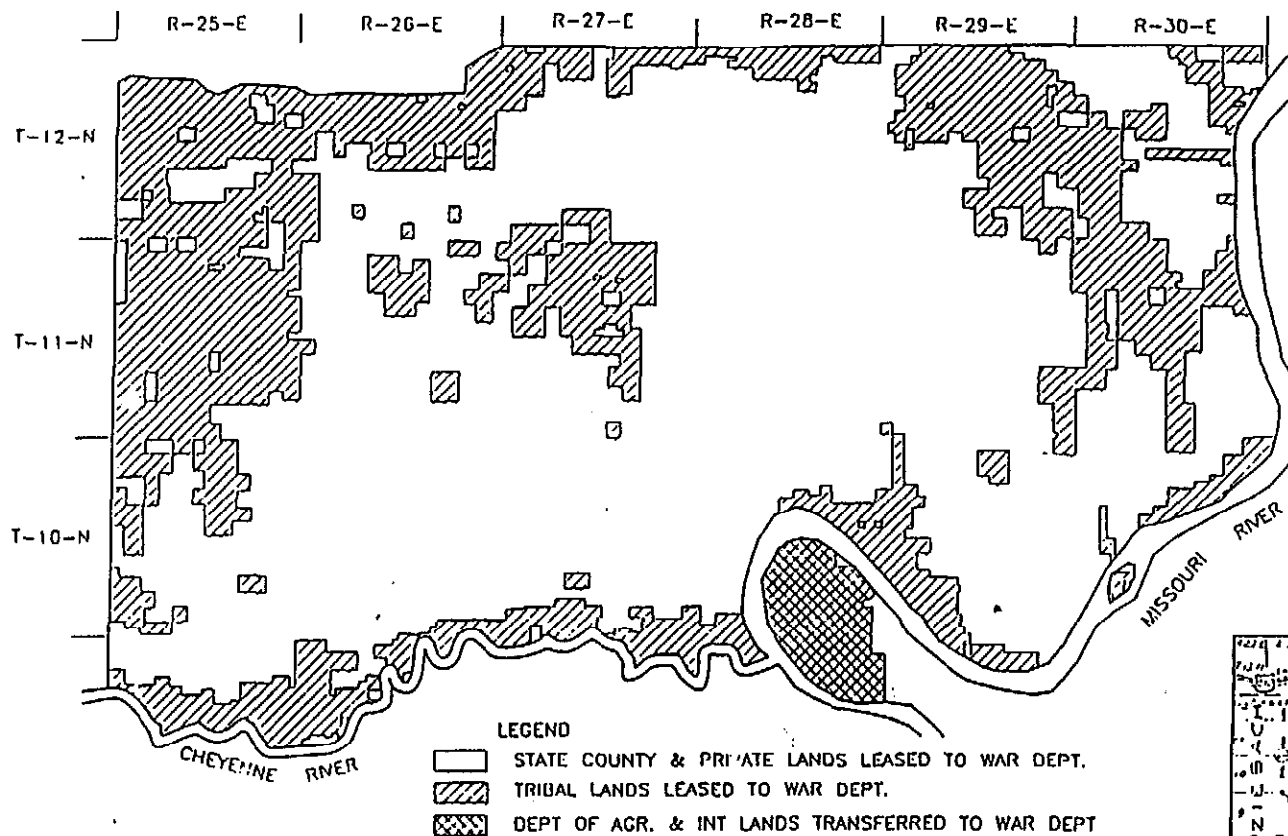 R-25-E R-26-E R-27-E R-28-E R-29-E R-30-E
T-12-N
T-11-N
T-10-N
MISSOURI RIVER
CHEYENNE RIVER
LEGEND
STATE COUNTY & PRIVATE LANDS LEASED TO WAR DEPT.
TRIBAL LANDS LEASED TO WAR DEPT.
DEPT OF AGR. & INT LANDS TRANSFERRED TO WAR DEPT